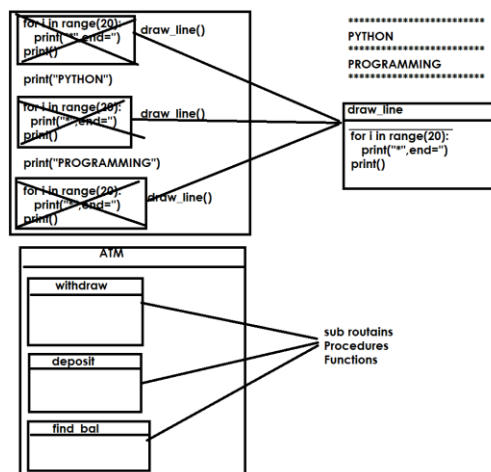 for i in range(20):
print("*",end='')
print()
draw_line()
print("PYTHON")
for i in range(20):
print("*",end='')
print()
draw_line()
print("PROGRAMMING")
for i in range(20):
print("*",end='')
print()
draw_line()
***************************
PYTHON
***************************
PROGRAMMING
***************************
draw_line
for i in range(20):
print("*",end='')
print()
ATM
withdraw
deposit
find_bal
sub routains
Procedures
Functions